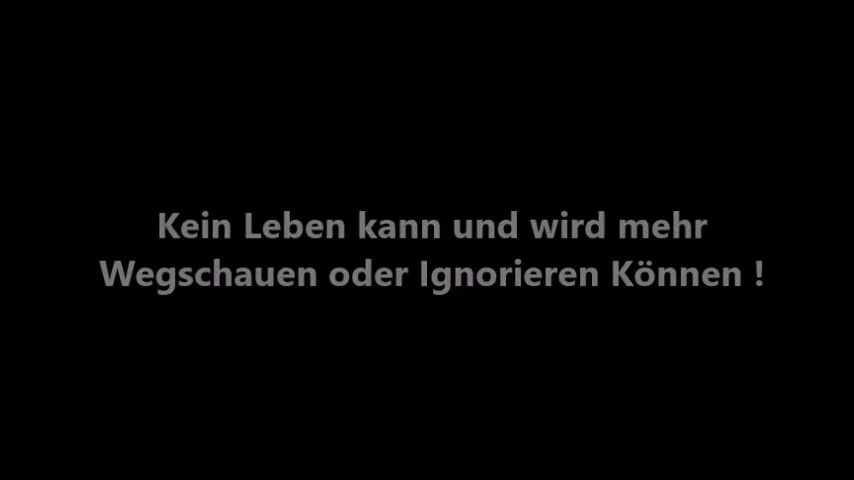 Kein Leben kann und wird mehr
Wegschauen oder Ignorieren Können !